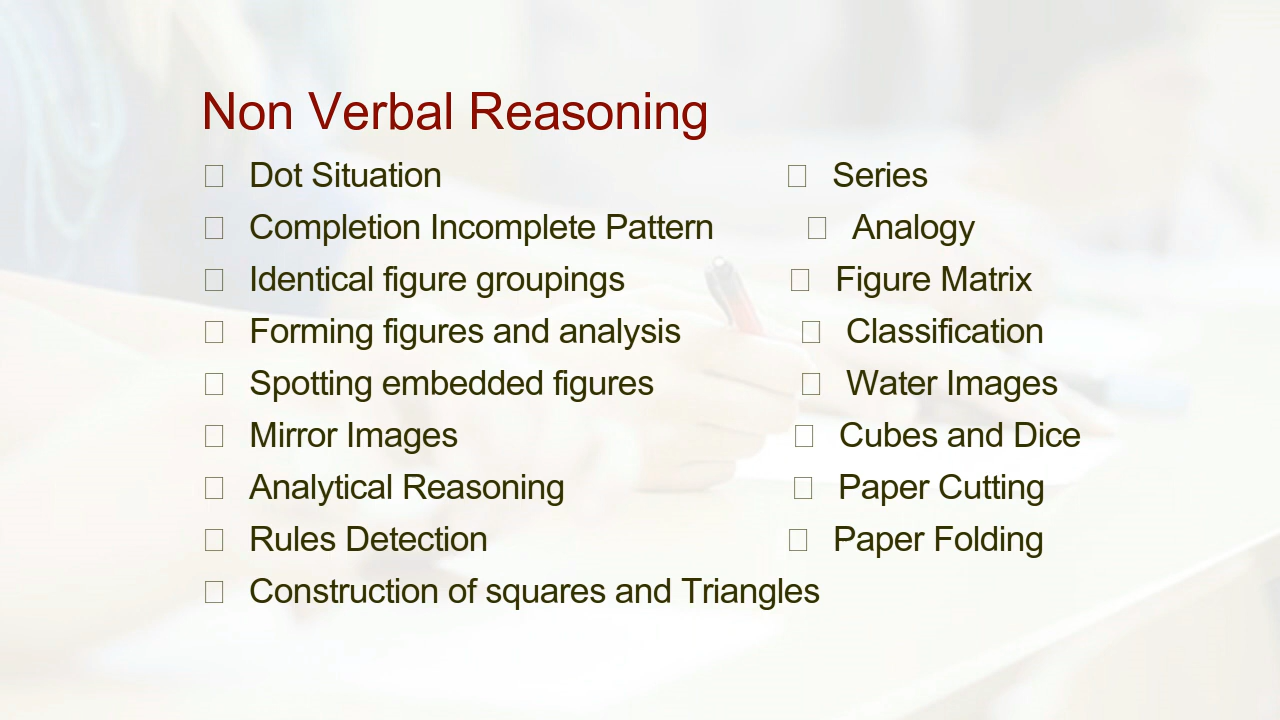 Non Verbal Reasoning
Dot Situation Series
Completion Incomplete Pattern Analogy
Identical figure groupings Figure Matrix
Forming figures and analysis Classification
Spotting embedded figures Water Images
Mirror Images Cubes and Dice
Analytical Reasoning Paper Cutting
Rules Detection Paper Folding
Construction of squares and Triangles